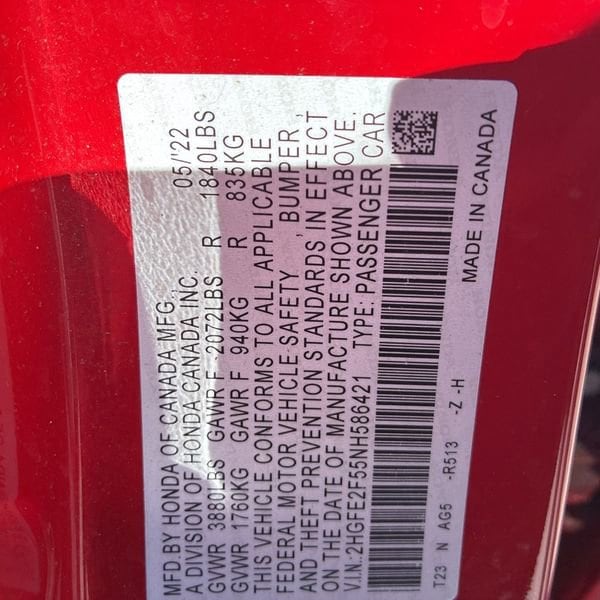 MFD.BY HONDA OF CANADA MFG. 05/'22
A DIVISION OF HONDA CANADA INC.
GVWR 3880LBS GAWR F 2072LBS R 1840LBS
GVWR 1760KG GAWR F 940KG R 835KG
THIS VEHICLE CONFORMS TO ALL APPLICABLE
FEDERAL MOTOR VEHICLE SAFETY, BUMPER,
AND THEFT PREVENTION STANDARDS IN EFFECT
ON THE DATE OF MANUFACTURE SHOWN ABOVE.
V.I.N.: 2HGFE2F55NH586421 TYPE: PASSENGER CAR
T23 N AG5 -R513 -Z -H
MADE IN CANADA